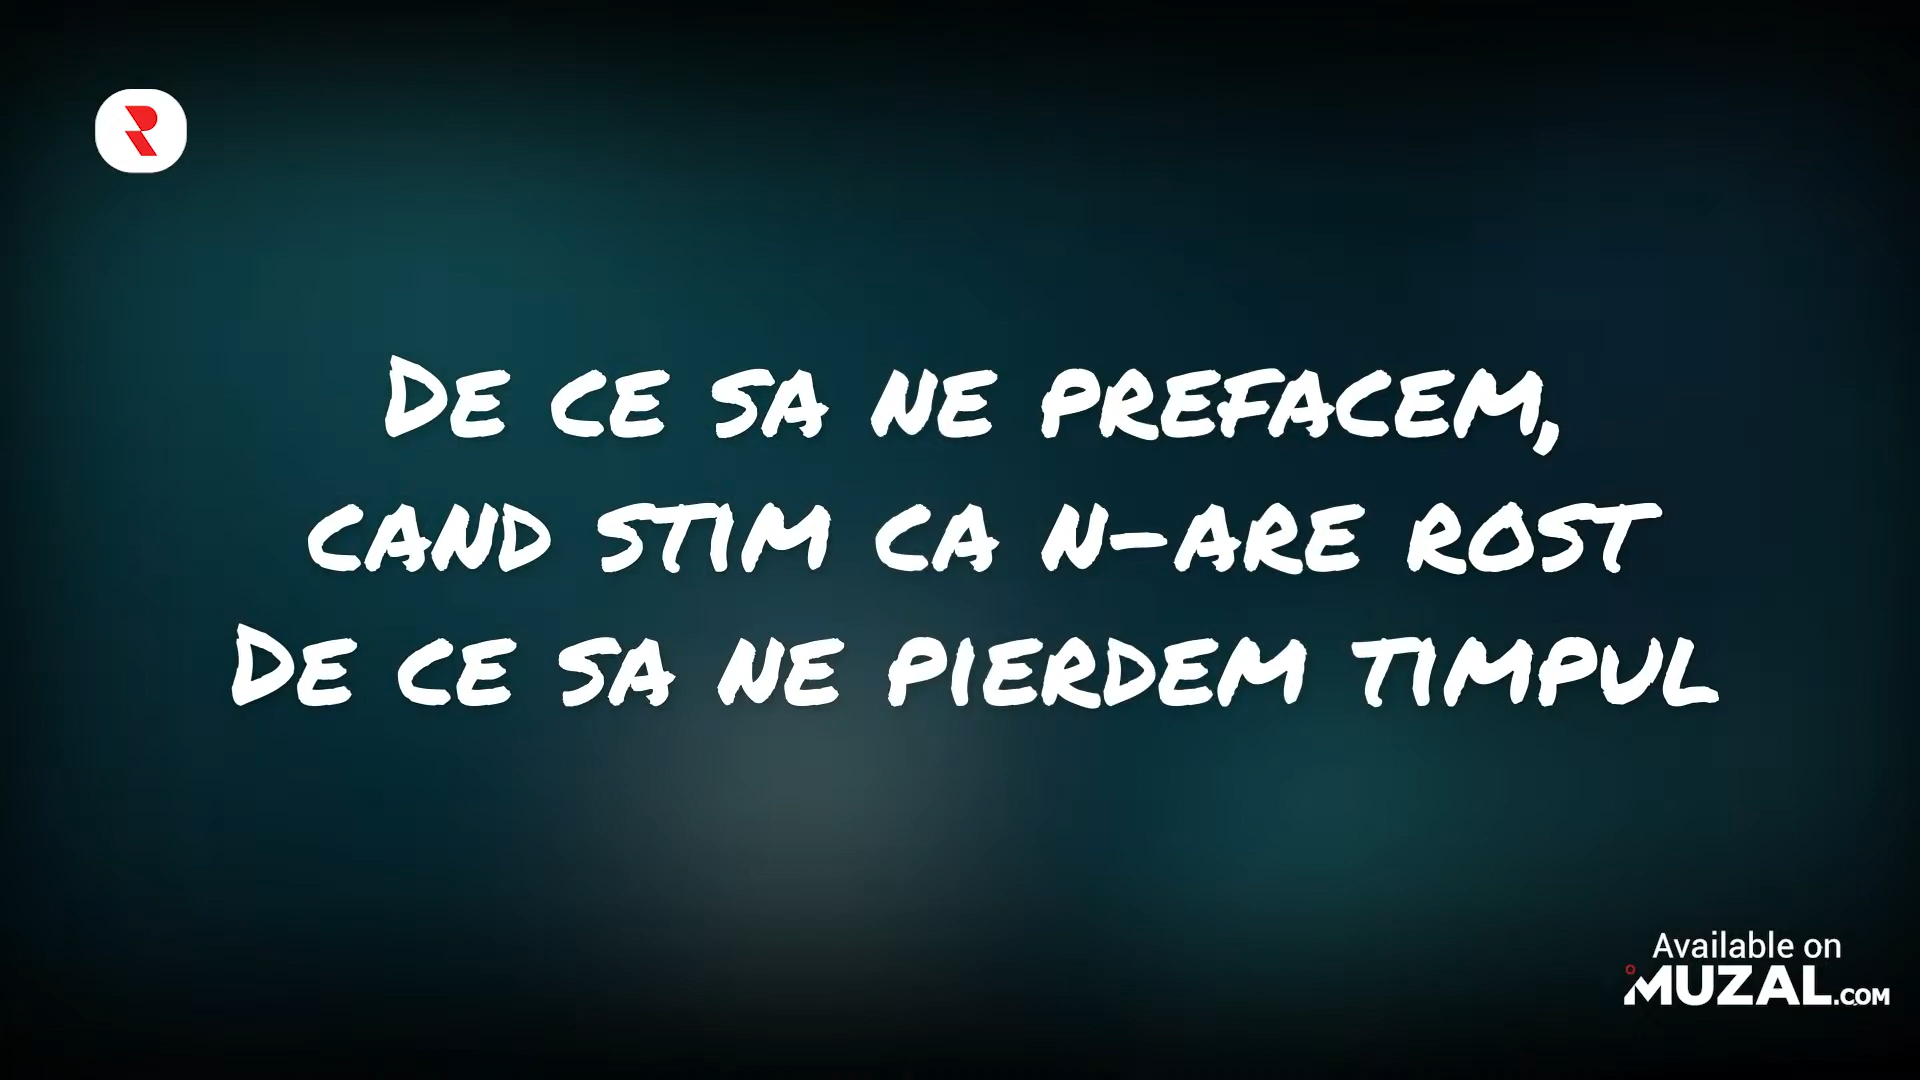 De ce sa ne prefacem,
cand stim ca n-are rost
De ce sa ne pierdem timpul
Available on
MUZAL.COM